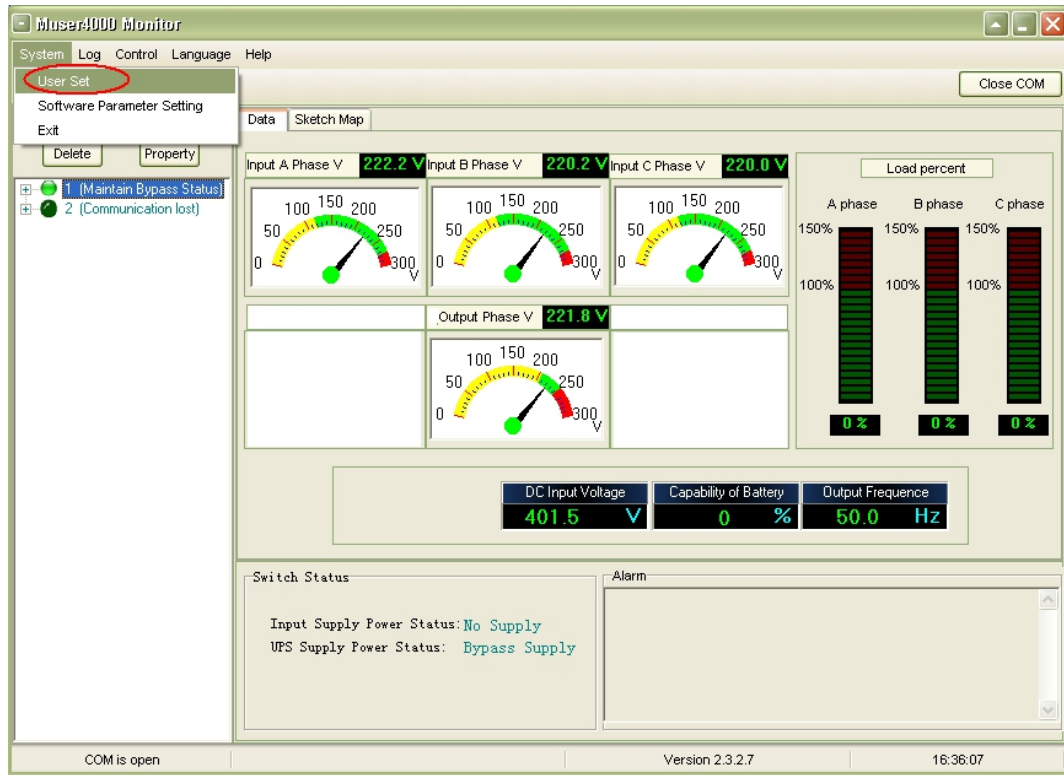 Muser4000 Monitor
System Log Control Language Help
User Set
Software Parameter Setting
Exit
Close COM
Delete Property
Data Sketch Map
1 (Maintain Bypass Status)
2 (Communication lost)
Input A Phase V 222.2 V Input B Phase V 220.2 V Input C Phase V 220.0 V
0 50 100 150 200 250 300 V
0 50 100 150 200 250 300 V
0 50 100 150 200 250 300 V
Load percent
A phase B phase C phase
150% 150% 150%
100% 100% 100%
0 % 0 % 0 %
Output Phase V 221.8 V
0 50 100 150 200 250 300 V
DC Input Voltage Capability of Battery Output Frequence
401.5 V 0 % 50.0 Hz
Switch Status
Input Supply Power Status: No Supply
UPS Supply Power Status: Bypass Supply
Alarm
COM is open Version 2.3.2.7 16:36:07